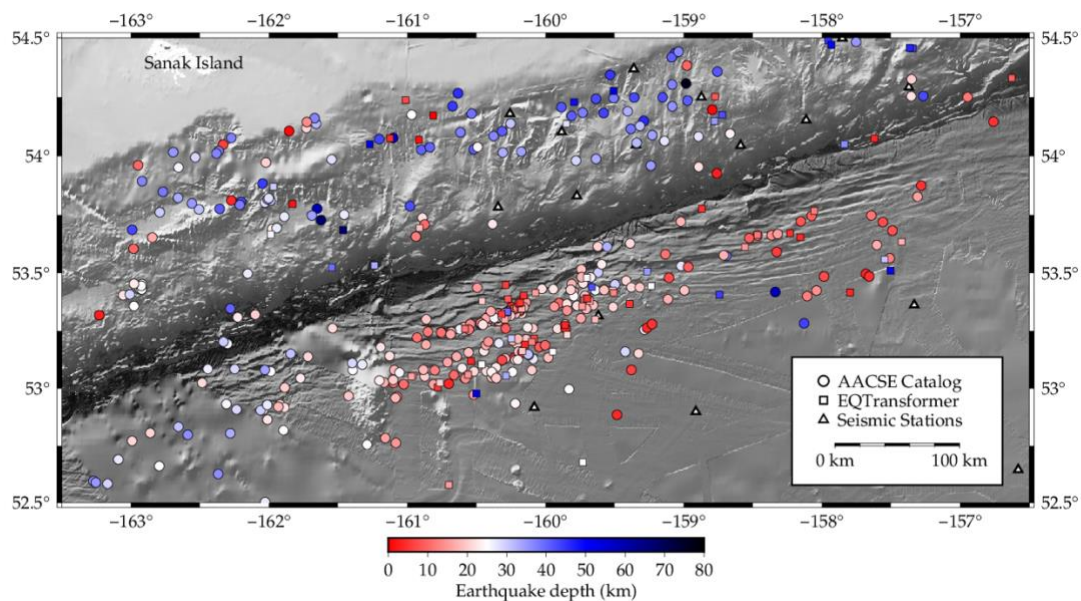 −163 −162 −161 −160 −159 −158 −157
54.5° 54.5°
Sanak Island
54° 54°
53.5° 53.5°
53° 53°
AACSE Catalog
EQTransformer
Seismic Stations
0 km 100 km
52.5° 52.5°
−163 −162 −161 −160 −159 −158 −157
0 10 20 30 40 50 60 70 80
Earthquake depth (km)